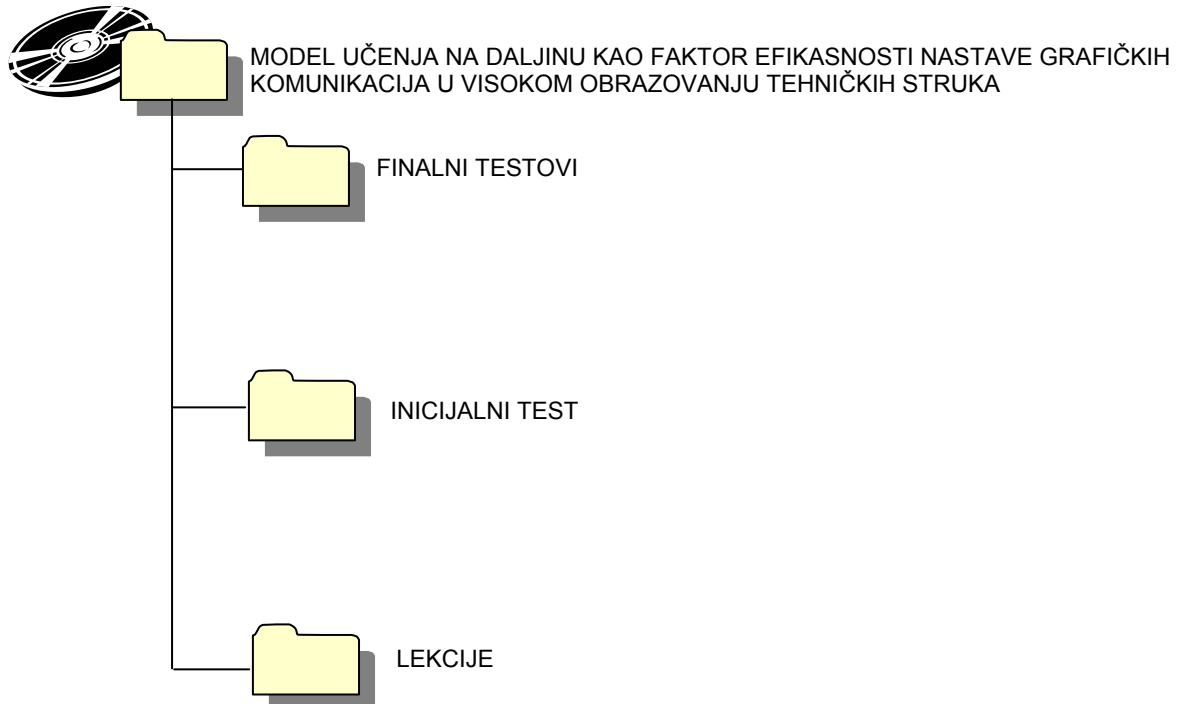 MODEL UČENJA NA DALJINU KAO FAKTOR EFIKASNOSTI NASTAVE GRAFIČKIH
KOMUNIKACIJA U VISOKOM OBRAZOVANJU TEHNIČKIH STRUKA
FINALNI TESTOVI
INICIJALNI TEST
LEKCIJE